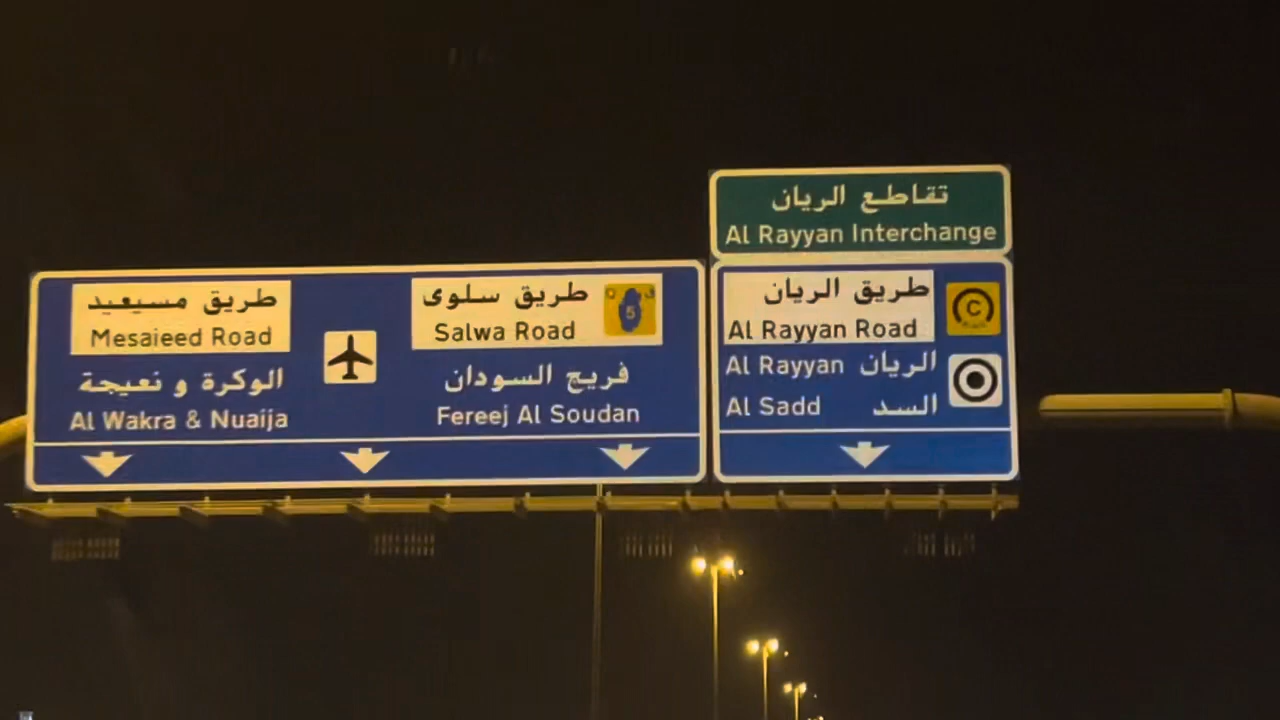 طريق مسيعيد
Mesaieed Road
الوكرة و نعيجة
Al Wakra & Nuaija
طريق سلوى
5
Salwa Road
فريج السودان
Fereej Al Soudan
تقاطع الريان
Al Rayyan Interchange
طريق الريان
C
Al Rayyan Road
Al Rayyan الريان
Al Sadd السد